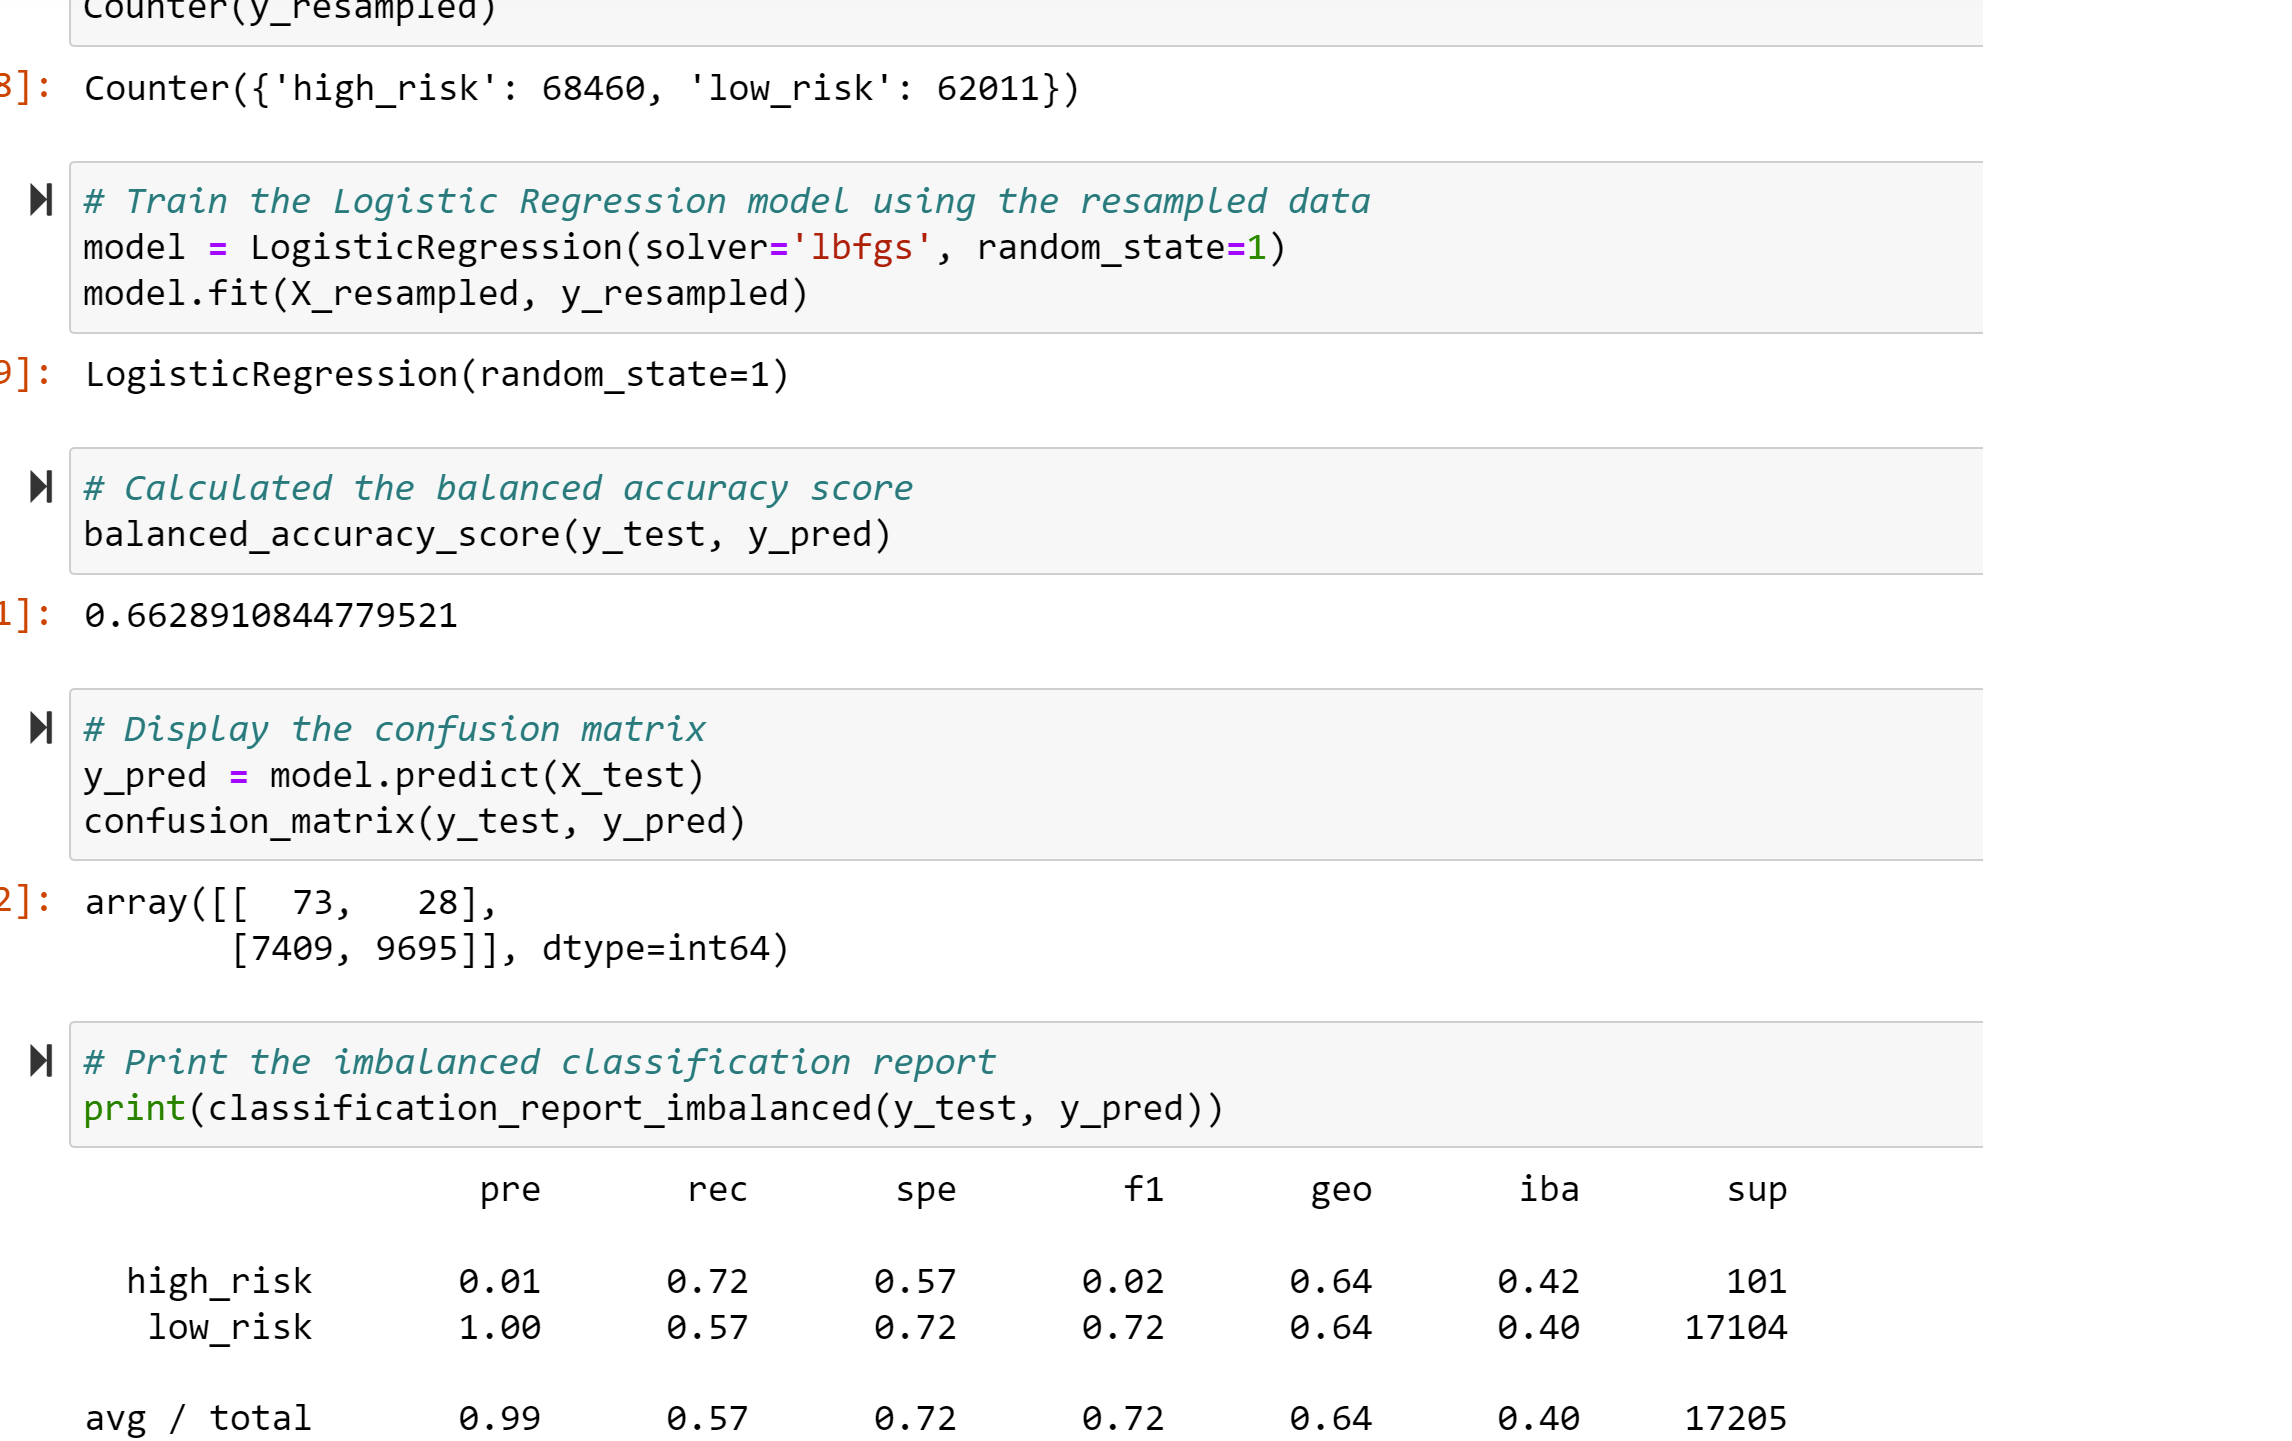 Counter(y_resampled)
8]: Counter({'high_risk': 68460, 'low_risk': 62011})
# Train the Logistic Regression model using the resampled data
model = LogisticRegression(solver='lbfgs', random_state=1)
model.fit(X_resampled, y_resampled)
9]: LogisticRegression(random_state=1)
# Calculated the balanced accuracy score
balanced_accuracy_score(y_test, y_pred)
1]: 0.6628910844779521
# Display the confusion matrix
y_pred = model.predict(X_test)
confusion_matrix(y_test, y_pred)
2]: array([[  73,   28],
       [7409, 9695]], dtype=int64)
# Print the imbalanced classification report
print(classification_report_imbalanced(y_test, y_pred))
pre rec spe f1 geo iba sup
high_risk 0.01 0.72 0.57 0.02 0.64 0.42 101
low_risk 1.00 0.57 0.72 0.72 0.64 0.40 17104
avg / total 0.99 0.57 0.72 0.72 0.64 0.40 17205